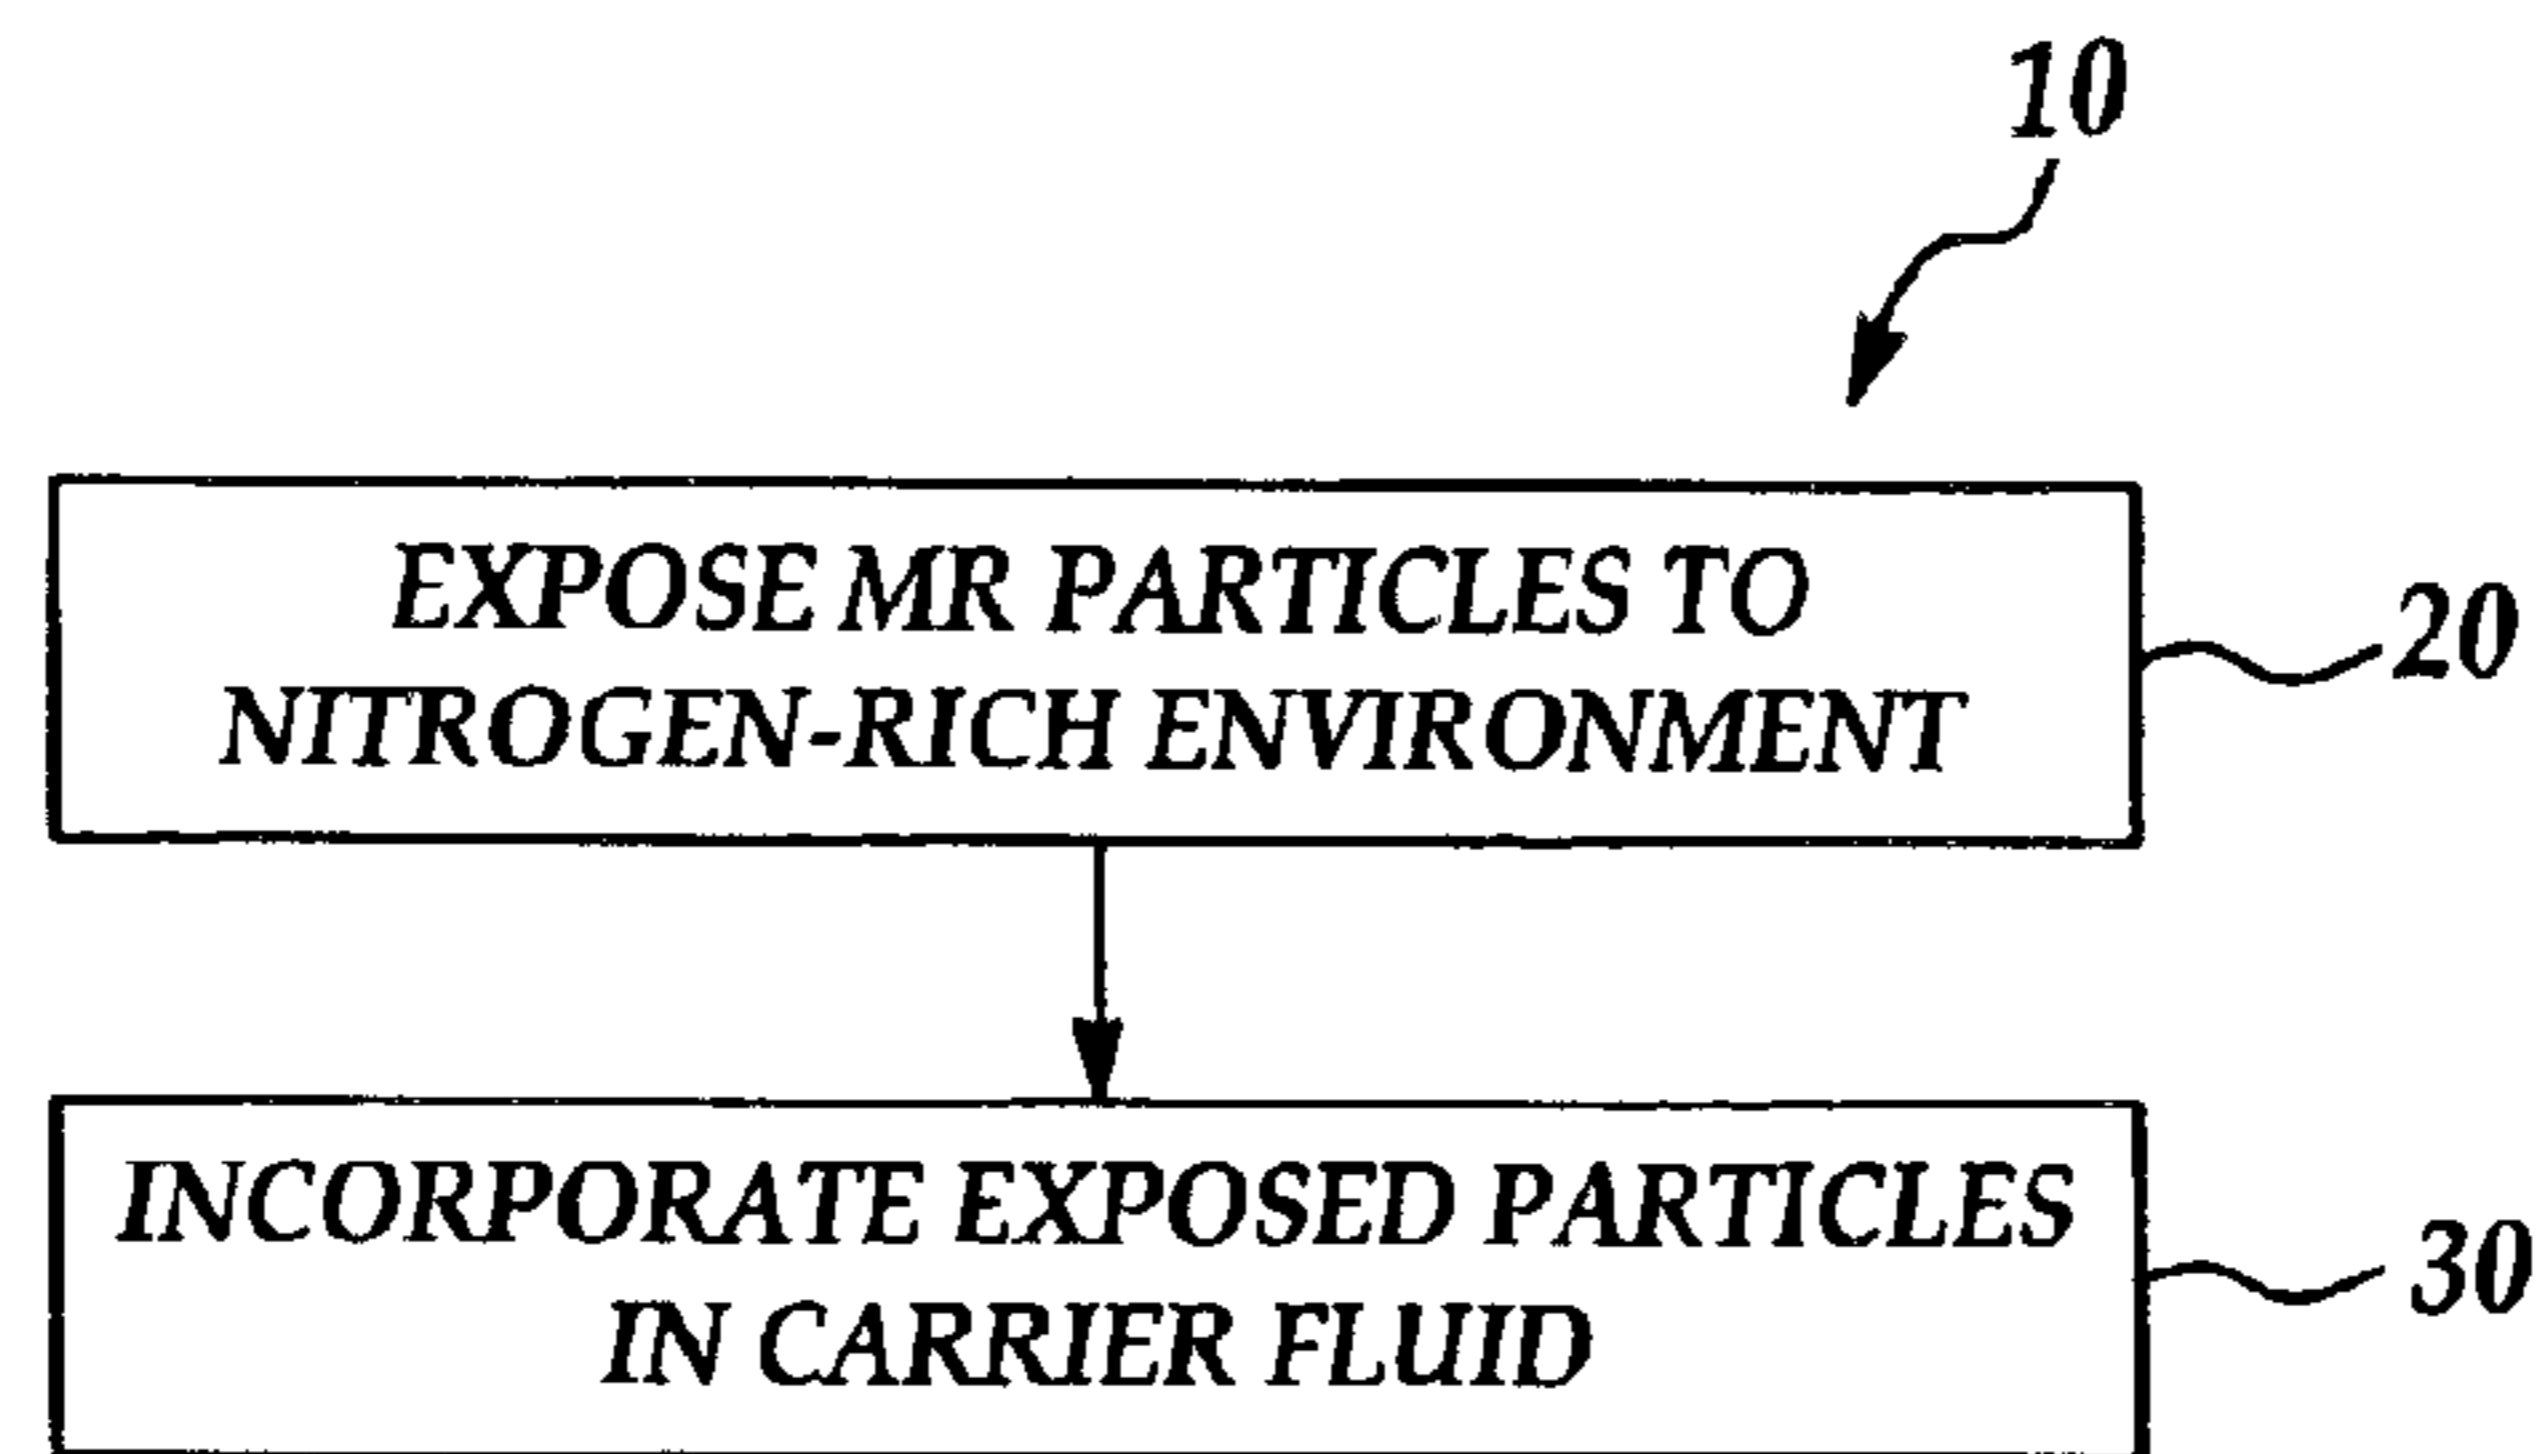 10
EXPOSE MR PARTICLES TO
NITROGEN-RICH ENVIRONMENT
20
INCORPORATE EXPOSED PARTICLES
IN CARRIER FLUID
30